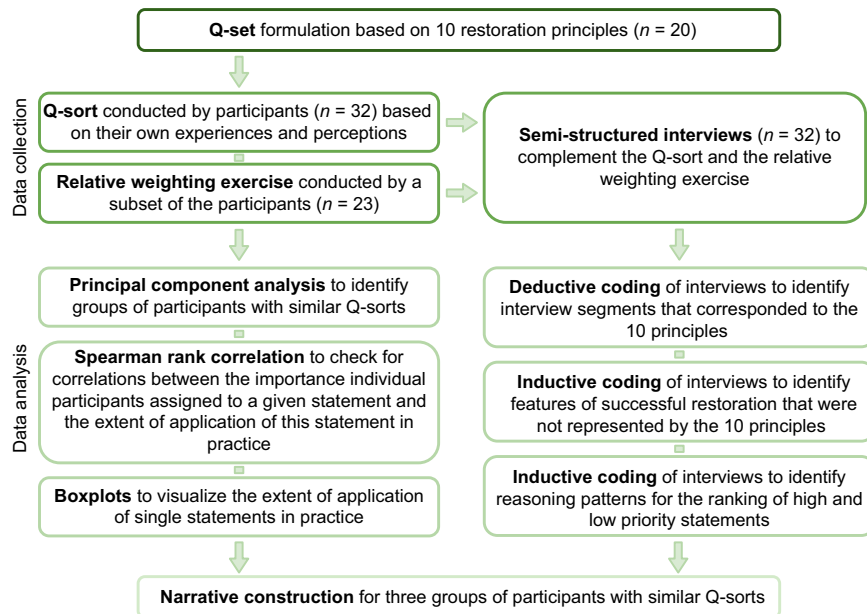 Q-set formulation based on 10 restoration principles (n = 20)
Data collection
Q-sort conducted by participants (n = 32) based
on their own experiences and perceptions
Relative weighting exercise conducted by a
subset of the participants (n = 23)
Semi-structured interviews (n = 32) to
complement the Q-sort and the relative
weighting exercise
Data analysis
Principal component analysis to identify
groups of participants with similar Q-sorts
Spearman rank correlation to check for
correlations between the importance individual
participants assigned to a given statement and
the extent of application of this statement in
practice
Boxplots to visualize the extent of application
of single statements in practice
Deductive coding of interviews to identify
interview segments that corresponded to the
10 principles
Inductive coding of interviews to identify
features of successful restoration that were
not represented by the 10 principles
Inductive coding of interviews to identify
reasoning patterns for the ranking of high and
low priority statements
Narrative construction for three groups of participants with similar Q-sorts